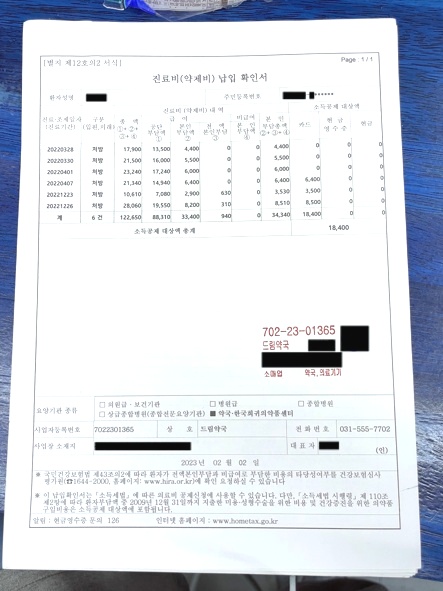 [별지 제12호의2 서식]
Page : 1 / 1
진료비(약제비) 납입 확인서
환자성명
주민등록번호
진료비 (약제비) 내역
소득공제 대상액
진료·조제일자 (진료기간)
구분 (입원,외래)
총 액 ①+②+③+④
급 여
공단 부담액 ①
본인 부담액 ②
전 액 본인부담 ③
비급여 본 인 부담액 ④
본 인 부담총액 (②+③+④)
카드
현 금 영수증
현금
20220328 처방 17,900 13,500 4,400 0 0 4,400 0 0 0
20220330 처방 21,500 16,000 5,500 0 0 5,500 0 0 0
20220401 처방 23,240 17,240 6,000 0 0 6,000 0 0 0
20220407 처방 21,340 14,940 6,400 0 0 6,400 6,400 0 0
20221223 처방 10,610 7,080 2,900 630 0 3,530 3,500 0 0
20221226 처방 28,060 19,550 8,200 310 0 8,510 8,500 0 0
계 6 건 122,650 88,310 33,400 940 0 34,340 18,400 0 0
소득공제 대상액 총계 18,400
702-23-01365
드림약국
소매업 번 약국,의료기기
요양기관 종류
□ 의원급·보건기관 □ 병원급 □ 종합병원
□ 상급종합병원(종합전문요양기관) ■ 약국·한국희귀의약품센터
사업자등록번호 7022301365 상 호 드림약국 전화 번호 031-555-7702
사업장 소재지
대 표 자
(인)
2023 년 02 월 02 일
※ 국민건강보험법 제43조의2에 따라 환자가 전액본인부담금과 비급여로 부담한 비용의 타당성여부를 건강보험심사
평가원(☎1644-2000, 홈페이지: www.hira.or.kr)에 확인 요청하실 수 있습니다
※ 이 납입확인서는 「소득세법」에 따른 의료비 공제신청에 사용할 수 있습니다. 다만, 「소득세법 시행령」 제 110조
제2항에 따라 환자부담액 중 2009년 12월 31일까지 지출한 미용·성형수술을 위한 비용 및 건강증진을 위한 의약품
구입비용은 소득공제 대상액에 포함됩니다.
알림 : 현금영수증 문의 126
인터넷 홈페이지 : www.hometax.go.kr